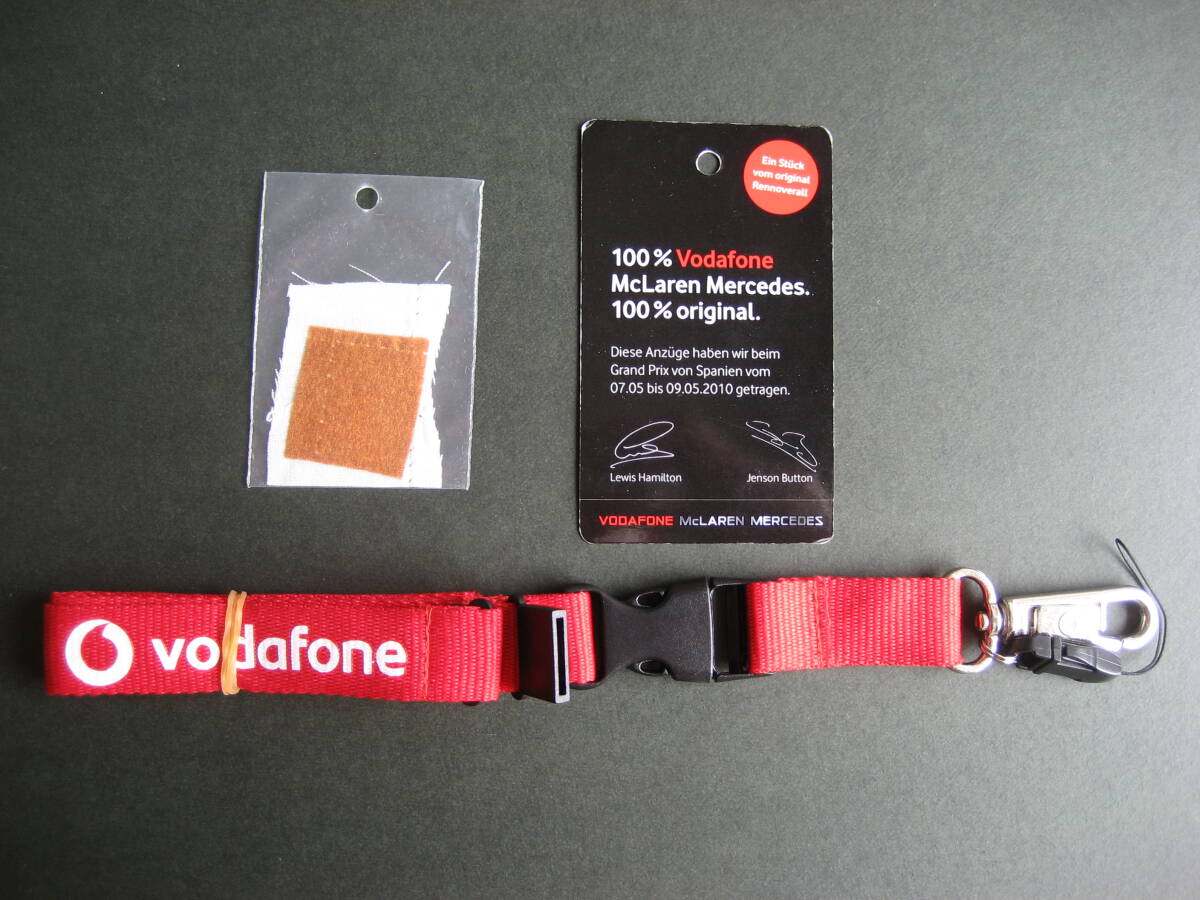 Ein Stück
vom original
Rennoverall
100 % Vodafone
McLaren Mercedes.
100 % original.
Diese Anzüge haben wir beim
Grand Prix von Spanien vom
07.05 bis 09.05.2010 getragen.
Lewis Hamilton Jenson Button
VODAFONE McLAREN MERCEDES
vodafone